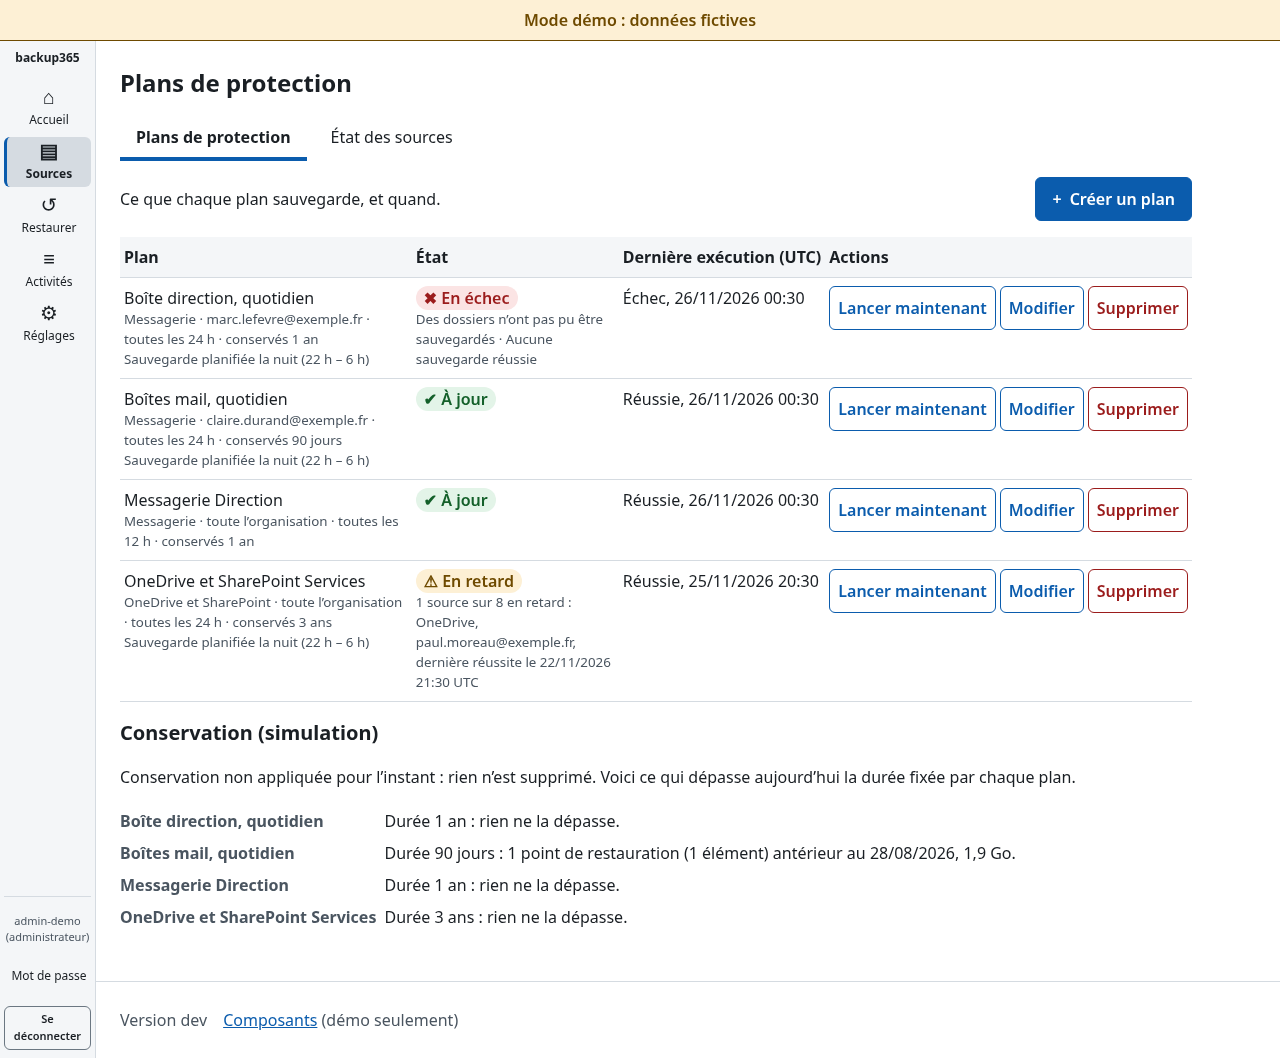 Mode démo : données fictives
backup365
Accueil
Sources
Restaurer
Activités
Réglages
admin-demo
(administrateur)
Mot de passe
Se
déconnecter
Plans de protection
Plans de protection
État des sources
Ce que chaque plan sauvegarde, et quand.
+ Créer un plan
Plan
État
Dernière exécution (UTC)
Actions
Boîte direction, quotidien
Messagerie · marc.lefevre@exemple.fr ·
toutes les 24 h · conservés 1 an
Sauvegarde planifiée la nuit (22 h – 6 h)
✖ En échec
Des dossiers n’ont pas pu être
sauvegardés · Aucune
sauvegarde réussie
Échec, 26/11/2026 00:30
Lancer maintenant
Modifier
Supprimer
Boîtes mail, quotidien
Messagerie · claire.durand@exemple.fr ·
toutes les 24 h · conservés 90 jours
Sauvegarde planifiée la nuit (22 h – 6 h)
✔ À jour
Réussie, 26/11/2026 00:30
Lancer maintenant
Modifier
Supprimer
Messagerie Direction
Messagerie · toute l’organisation · toutes les
12 h · conservés 1 an
✔ À jour
Réussie, 26/11/2026 00:30
Lancer maintenant
Modifier
Supprimer
OneDrive et SharePoint Services
OneDrive et SharePoint · toute l’organisation
· toutes les 24 h · conservés 3 ans
Sauvegarde planifiée la nuit (22 h – 6 h)
⚠ En retard
1 source sur 8 en retard :
OneDrive,
paul.moreau@exemple.fr,
dernière réussite le 22/11/2026
21:30 UTC
Réussie, 25/11/2026 20:30
Lancer maintenant
Modifier
Supprimer
Conservation (simulation)
Conservation non appliquée pour l’instant : rien n’est supprimé. Voici ce qui dépasse aujourd’hui la durée fixée par chaque plan.
Boîte direction, quotidien Durée 1 an : rien ne la dépasse.
Boîtes mail, quotidien Durée 90 jours : 1 point de restauration (1 élément) antérieur au 28/08/2026, 1,9 Go.
Messagerie Direction Durée 1 an : rien ne la dépasse.
OneDrive et SharePoint Services Durée 3 ans : rien ne la dépasse.
Version dev Composants (démo seulement)